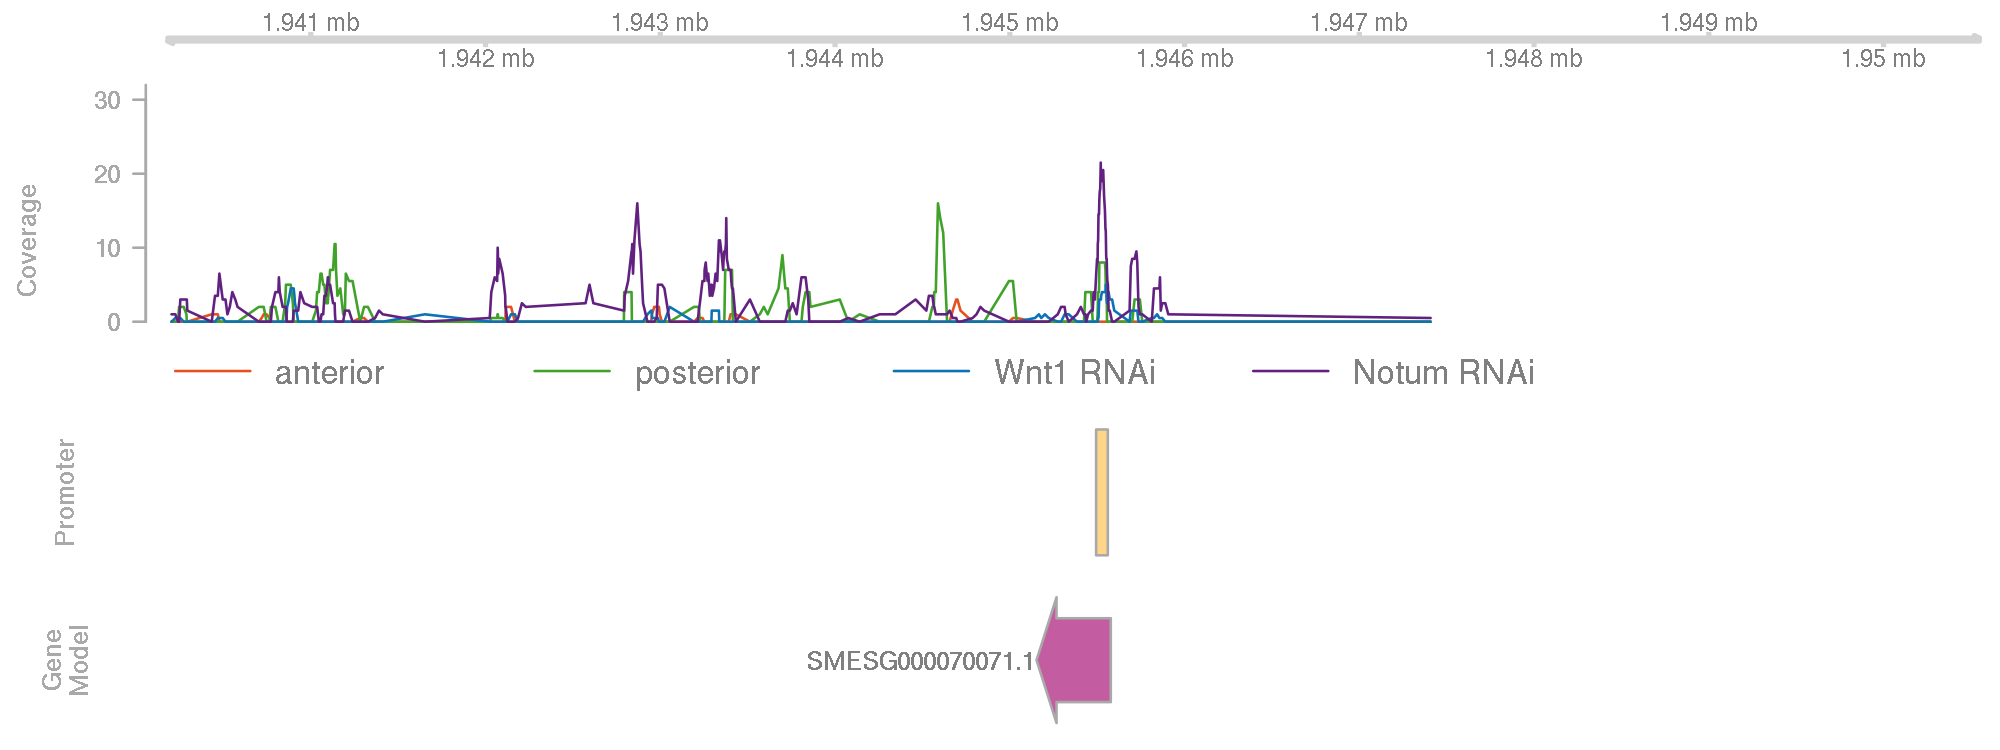 1.941 mb 1.943 mb 1.945 mb 1.947 mb 1.949 mb
1.942 mb 1.944 mb 1.946 mb 1.948 mb 1.95 mb
Coverage
30
20
10
0
anterior posterior Wnt1 RNAi Notum RNAi
Promoter
Gene
Model
SMESG000070071.1